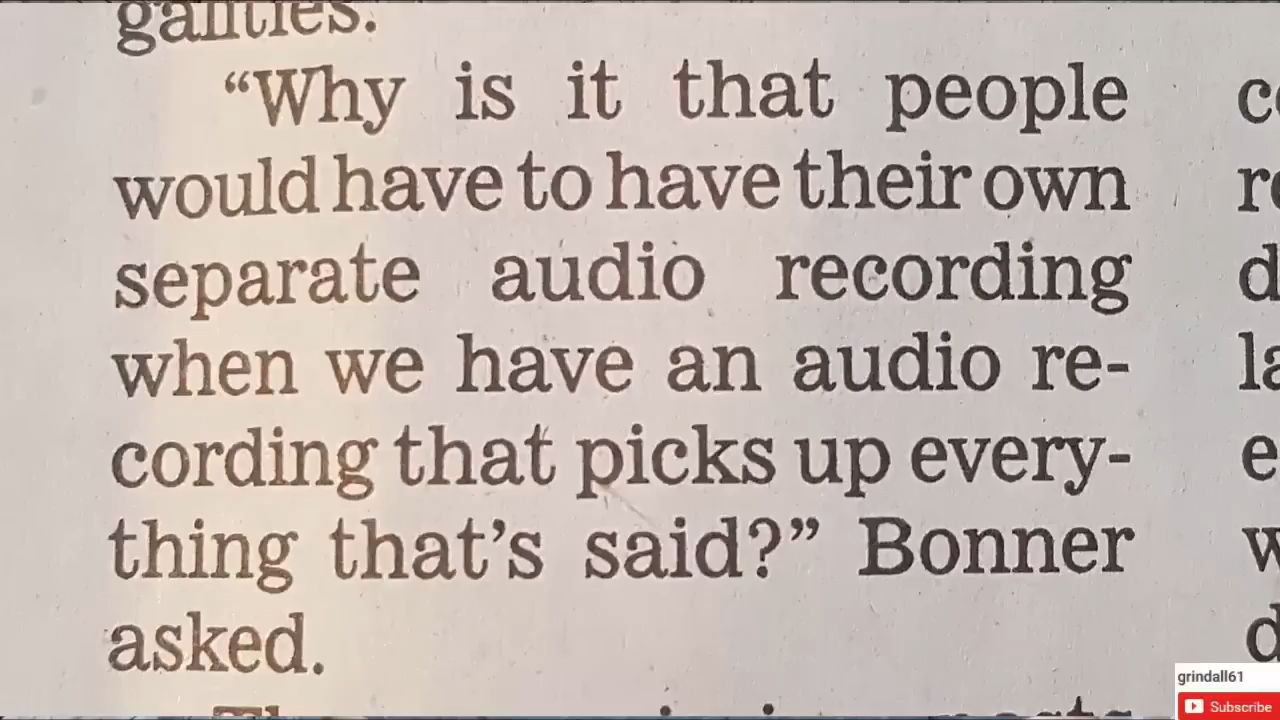 "Why is it that people
would have to have their own
separate audio recording
when we have an audio re-
cording that picks up every-
thing that's said?" Bonner
asked.
grindall61
Subscribe